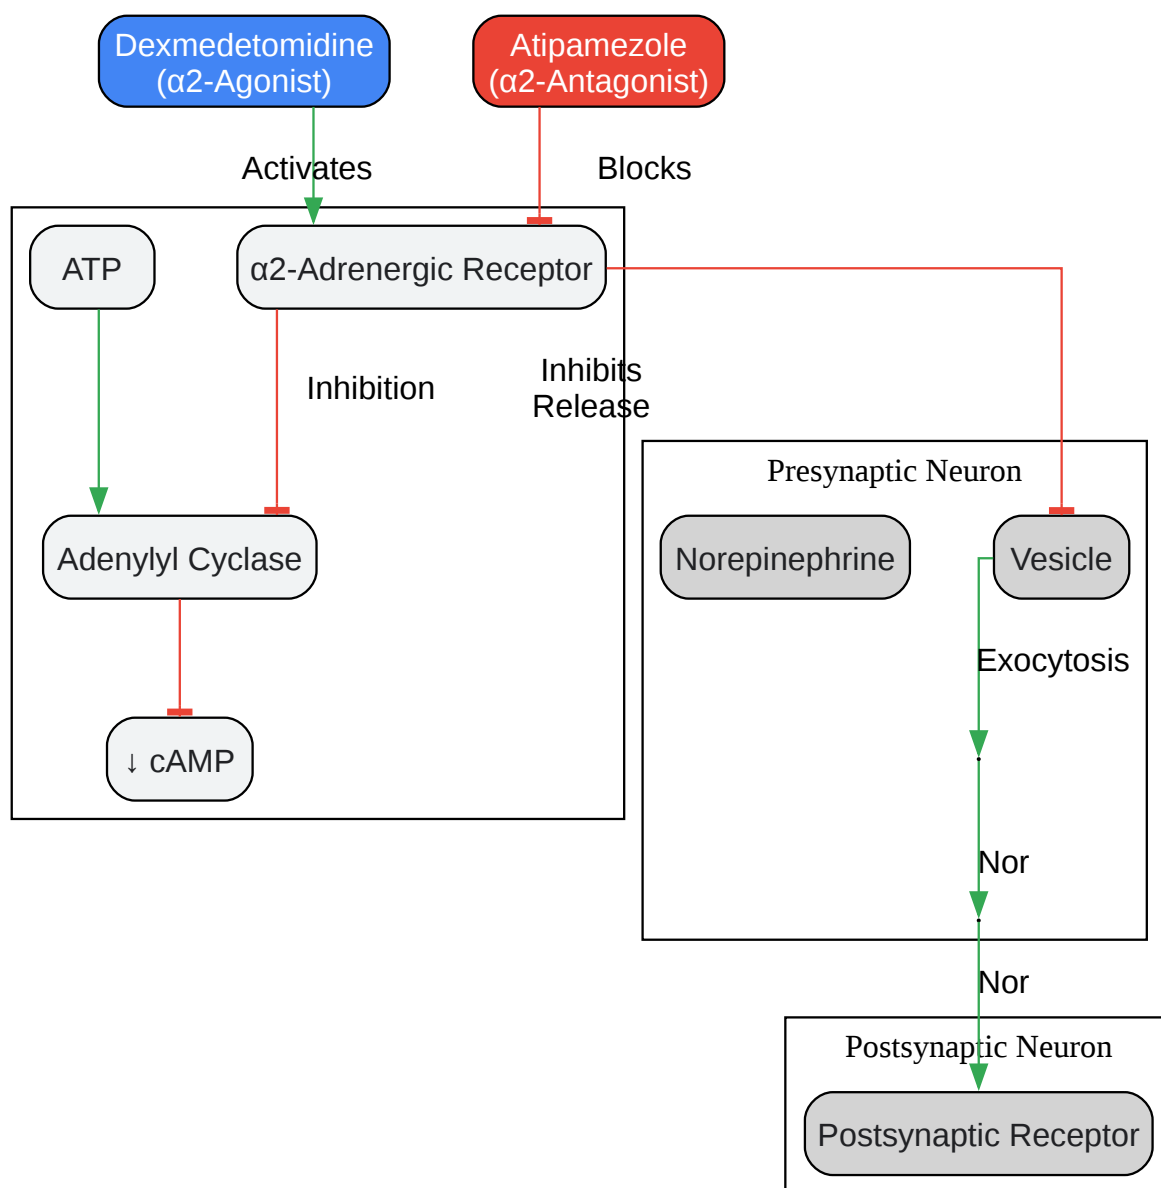 Dexmedetomidine
(α2-Agonist)
Atipamezole
(α2-Antagonist)
Activates
Blocks
ATP
α2-Adrenergic Receptor
Inhibition
Inhibits
Release
Presynaptic Neuron
Adenylyl Cyclase
Norepinephrine
Vesicle
Exocytosis
↓ cAMP
Nor
Nor
Postsynaptic Neuron
Postsynaptic Receptor